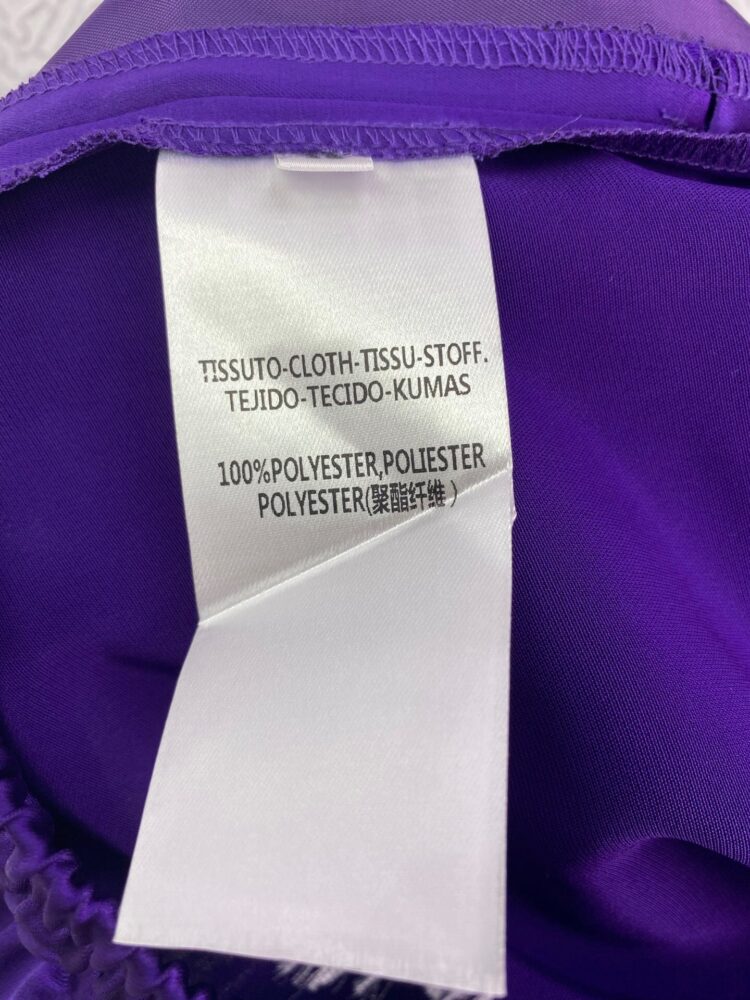 TISSUTO-CLOTH-TISSU-STOFF.
TEJIDO-TECIDO-KUMAS
100%POLYESTER,POLIESTER
POLYESTER(聚酯纤维)